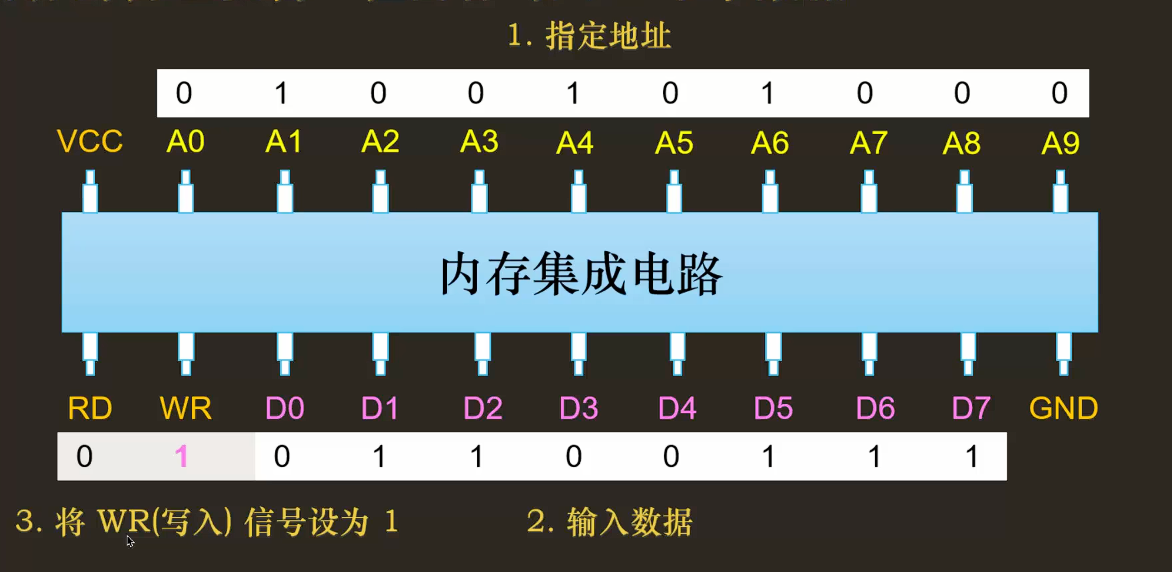 1. 指定地址
0 1 0 0 1 0 1 0 0 0
VCC A0 A1 A2 A3 A4 A5 A6 A7 A8 A9
内存集成电路
RD WR D0 D1 D2 D3 D4 D5 D6 D7 GND
0 1 0 1 1 0 0 1 1 1
3. 将 WR(写入) 信号设为 1
2. 输入数据